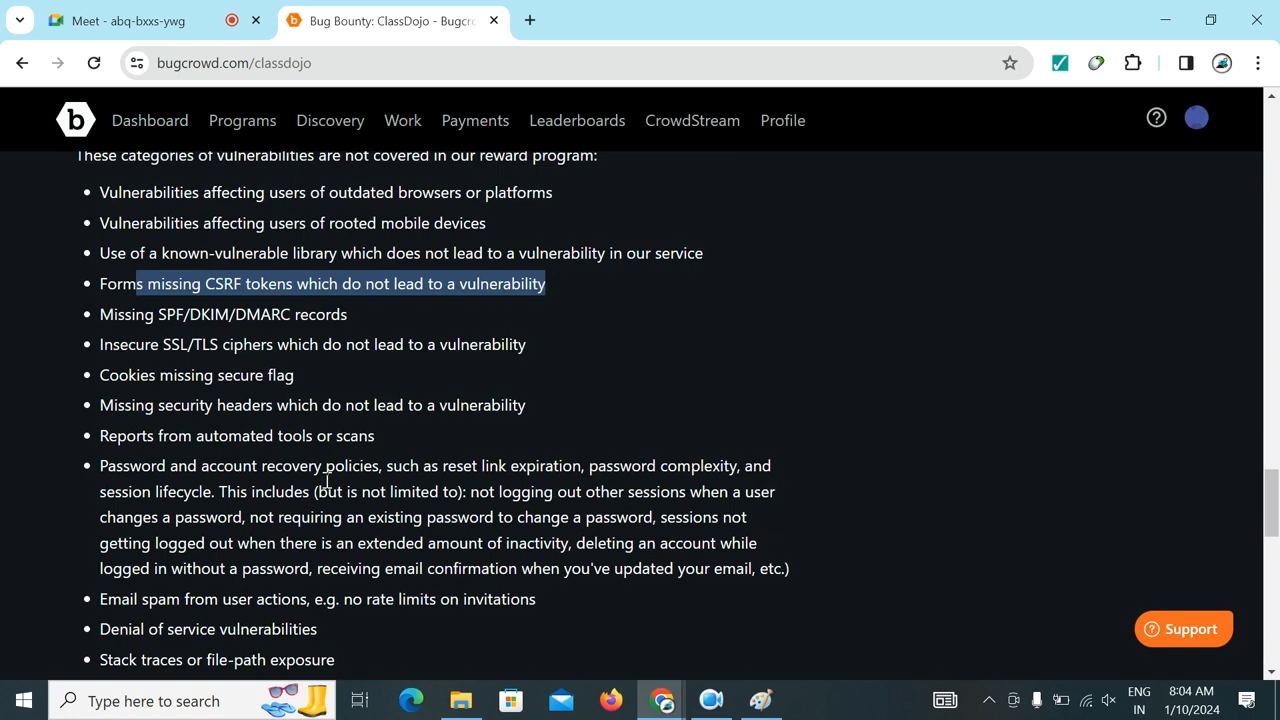 Meet - abq-bxxs-ywg
Bug Bounty: ClassDojo - Bugcro
bugcrowd.com/classdojo
b Dashboard Programs Discovery Work Payments Leaderboards CrowdStream Profile
These categories of vulnerabilities are not covered in our reward program:
• Vulnerabilities affecting users of outdated browsers or platforms
• Vulnerabilities affecting users of rooted mobile devices
• Use of a known-vulnerable library which does not lead to a vulnerability in our service
• Forms missing CSRF tokens which do not lead to a vulnerability
• Missing SPF/DKIM/DMARC records
• Insecure SSL/TLS ciphers which do not lead to a vulnerability
• Cookies missing secure flag
• Missing security headers which do not lead to a vulnerability
• Reports from automated tools or scans
• Password and account recovery policies, such as reset link expiration, password complexity, and
session lifecycle. This includes (but is not limited to): not logging out other sessions when a user
changes a password, not requiring an existing password to change a password, sessions not
getting logged out when there is an extended amount of inactivity, deleting an account while
logged in without a password, receiving email confirmation when you've updated your email, etc.)
• Email spam from user actions, e.g. no rate limits on invitations
• Denial of service vulnerabilities
• Stack traces or file-path exposure
Support
Type here to search
ENG
IN
8:04 AM
1/10/2024